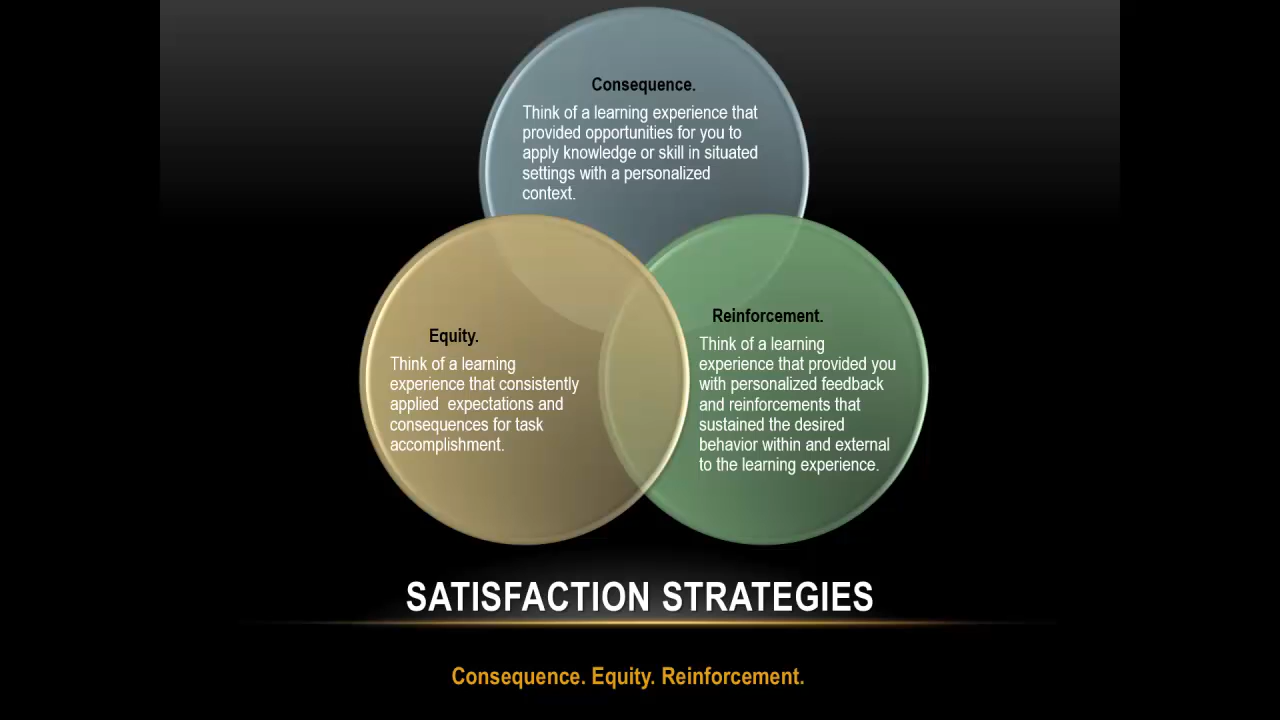 Consequence.
Think of a learning experience that
provided opportunities for you to
apply knowledge or skill in situated
settings with a personalized
context.
Equity.
Think of a learning
experience that consistently
applied  expectations and
consequences for task
accomplishment.
Reinforcement.
Think of a learning
experience that provided you
with personalized feedback
and reinforcements that
sustained the desired
behavior within and external
to the learning experience.
SATISFACTION STRATEGIES
Consequence. Equity. Reinforcement.